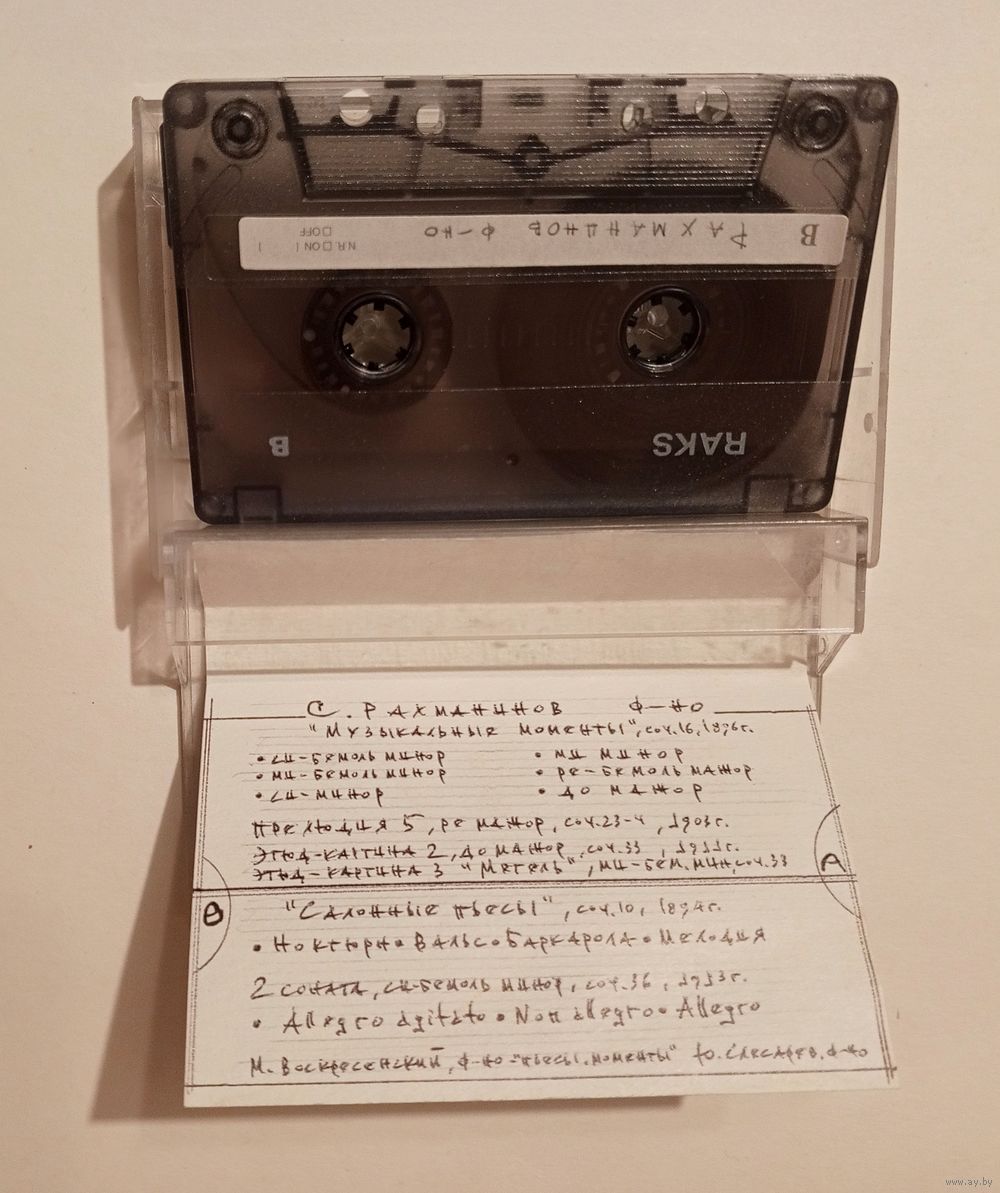 B РАХМАНИНОВ Ф-НО
N.R. ON OFF
RAKS B
С. РАХМАНИНОВ Ф-НО
"Музыкальные моменты", соч.16, 1896г.
• си-бемоль минор • ми минор
• ми-бемоль минор • ре-бемоль мажор
• си-минор • до мажор
Прелюдия 5, ре мажор, соч.23-4, 1903г.
Этюд-картина 2, до мажор, соч.33, 1911г.
Этюд-картина 3 "Метель", ми-бем.мин, соч.33
A
B
"Салонные пьесы", соч.10, 1894г.
• Ноктюрн • Вальс • Баркарола • Мелодия
2 соната, си-бемоль минор, соч.36, 1913г.
• Allegro agitato • Non allegro • Allegro
М. Воскресенский, ф-но-"пьесы. моменты" Ю. Слесарев. ф-но
www.ay.by